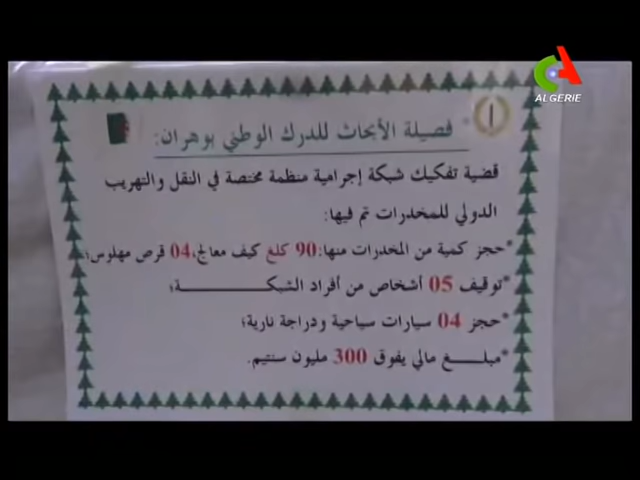 ALGERIE
فصيلة الأبحاث للدرك الوطني بوهران:
قضية تفكيك شبكة إجرامية منظمة مختصة في النقل والتهريب
الدولي للمخدرات تم فيها:
*حجز كمية من المخدرات منها: 90 كلغ كيف معالج، 04 قرص مهلوس؛
*توقيف 05 أشخاص من أفراد الشبكــــــــــة؛
*حجز 04 سيارات سياحية ودراجة نارية؛
*مبلـــــغ مالي يفوق 300 مليون سنتيم.